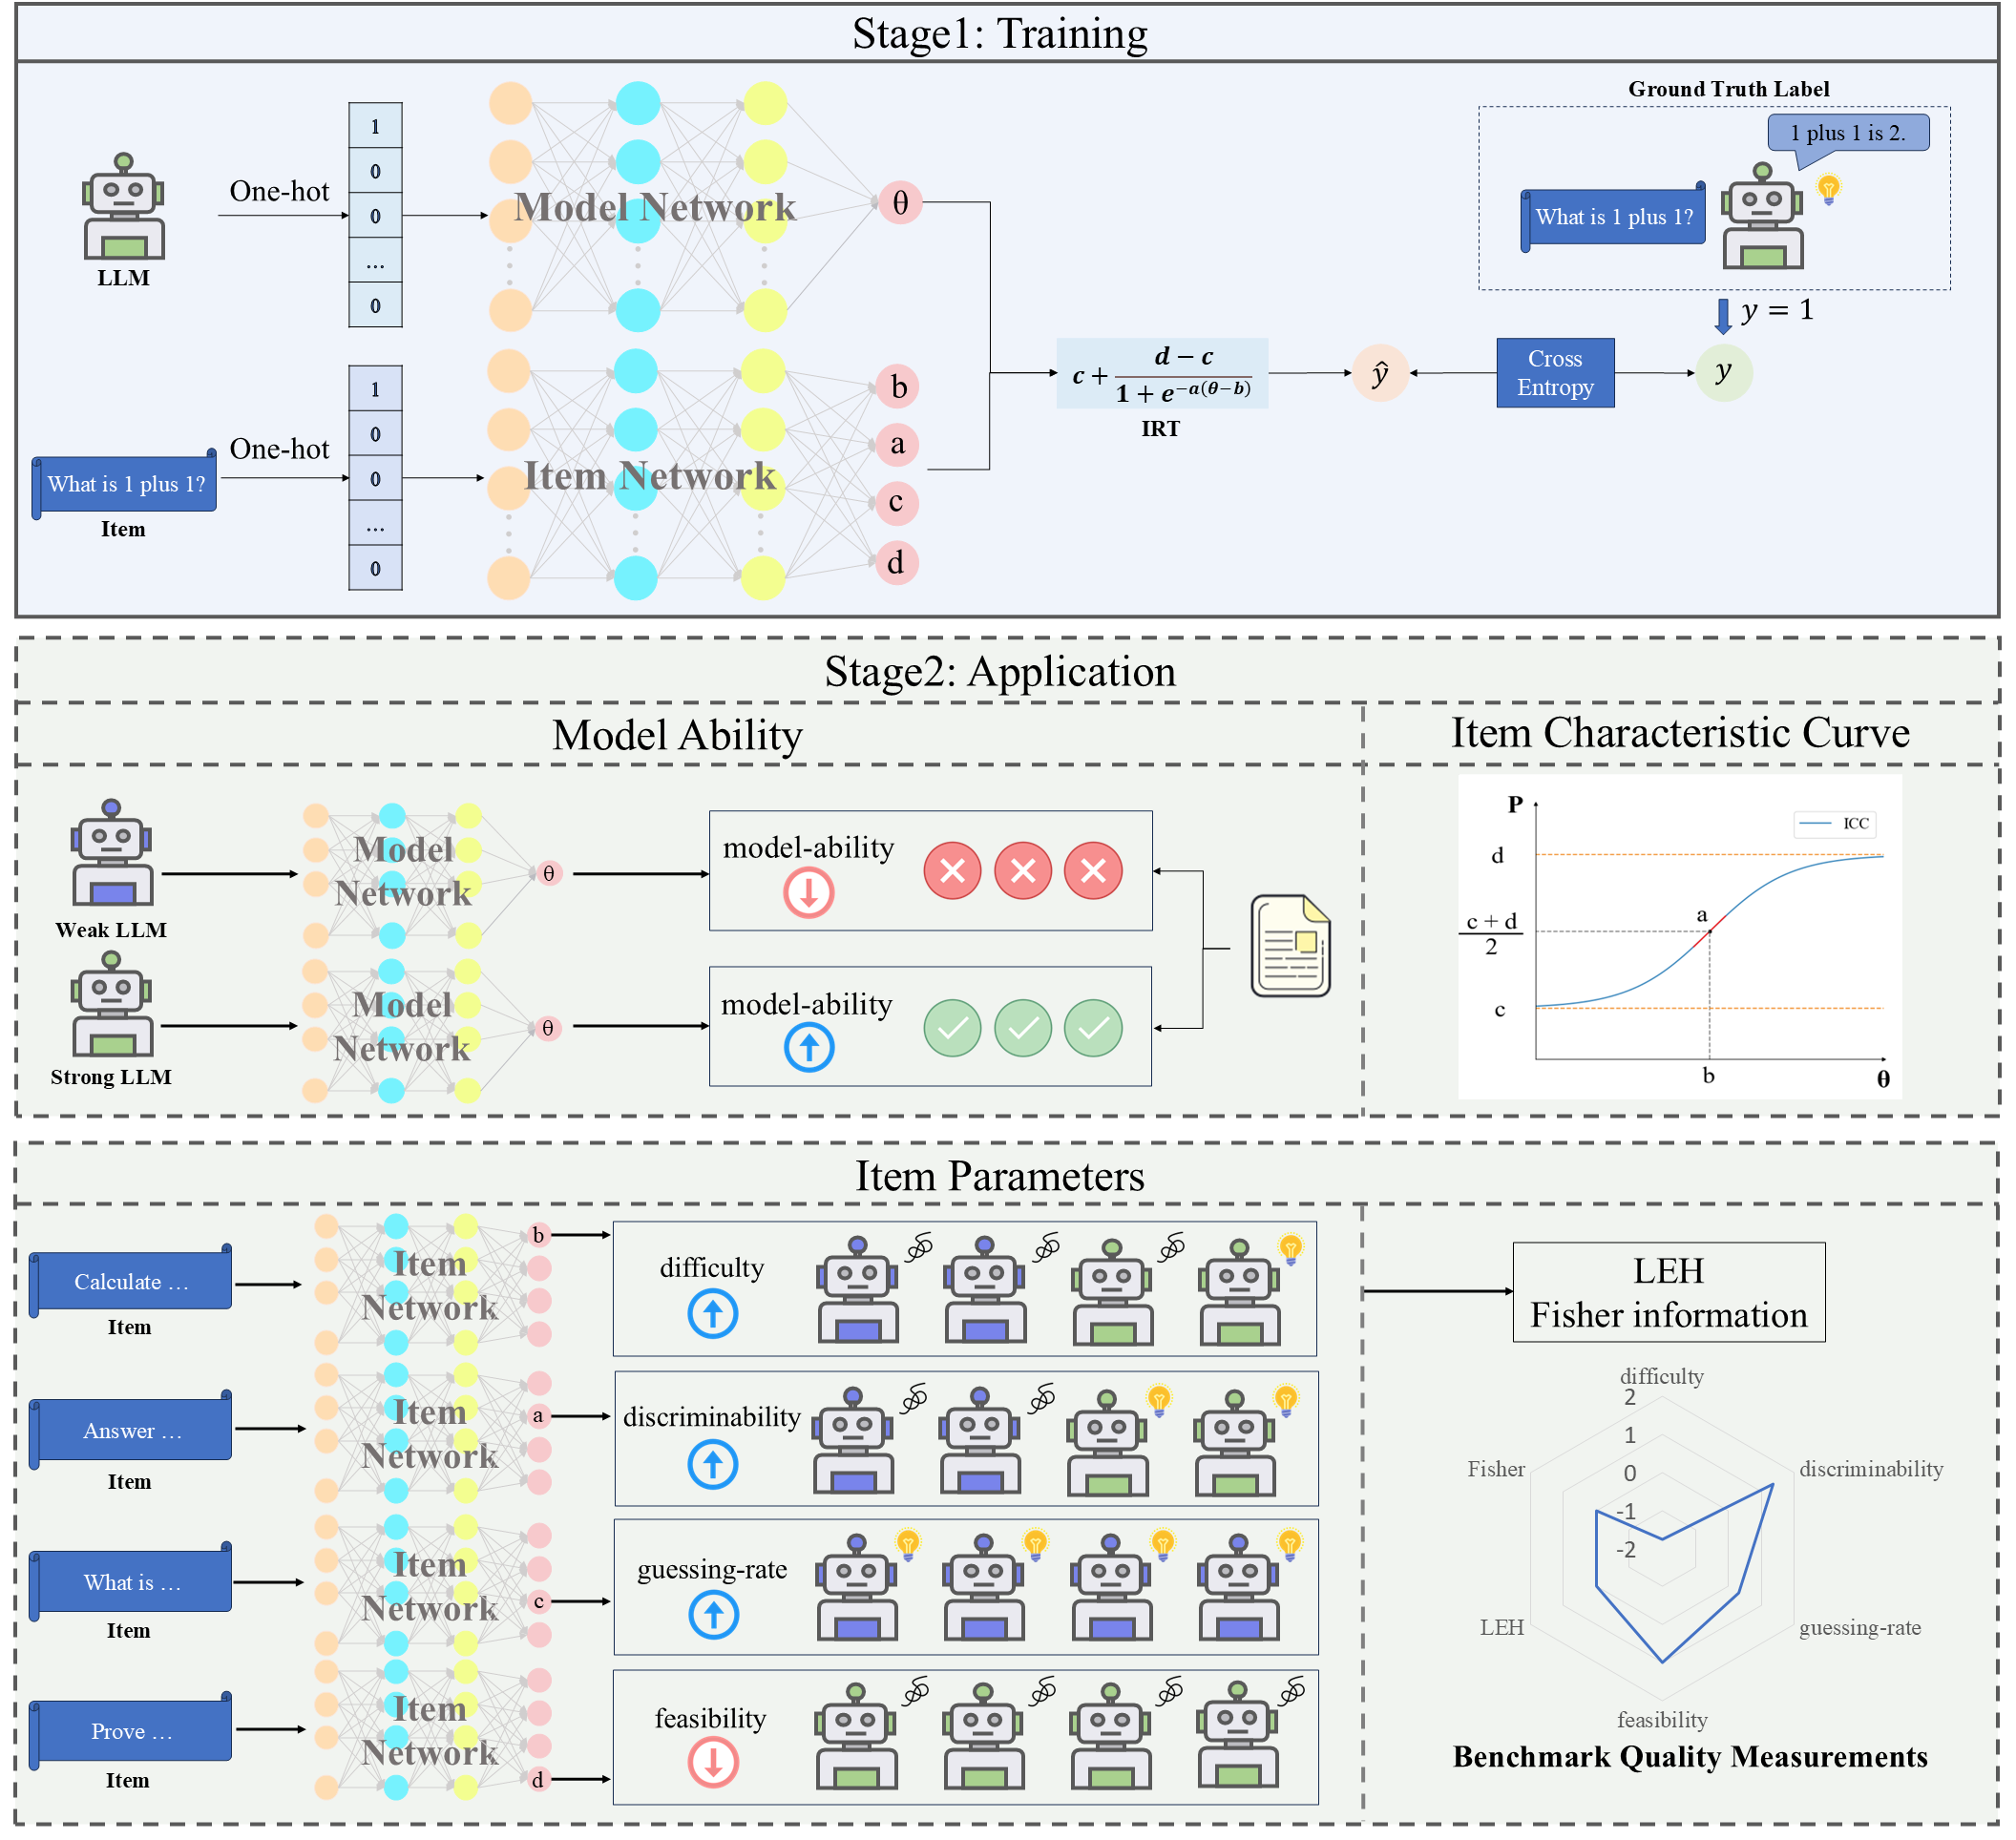 Stage1: Training
Ground Truth Label
1 plus 1 is 2.
What is 1 plus 1?
LLM
One-hot
1
0
0
...
0
Model Network
θ
y = 1
What is 1 plus 1?
Item
One-hot
1
0
0
...
0
Item Network
b
a
c
d
c + \frac{d − c}{1 + e^{−a(θ−b)}}
IRT
ŷ
Cross
Entropy
y
Stage2: Application
Model Ability
Weak LLM
Model
Network
θ
model-ability
Strong LLM
Model
Network
θ
model-ability
Item Characteristic Curve
P
ICC
d
a
c + d
2
c
b
θ
Item Parameters
Calculate ...
Item
Item
Network
b
difficulty
Answer ...
Item
Item
Network
a
discriminability
What is ...
Item
Item
Network
c
guessing-rate
Prove ...
Item
Item
Network
d
feasibility
LEH
Fisher information
difficulty
2
1
0
-1
-2
Fisher
discriminability
LEH
guessing-rate
feasibility
Benchmark Quality Measurements